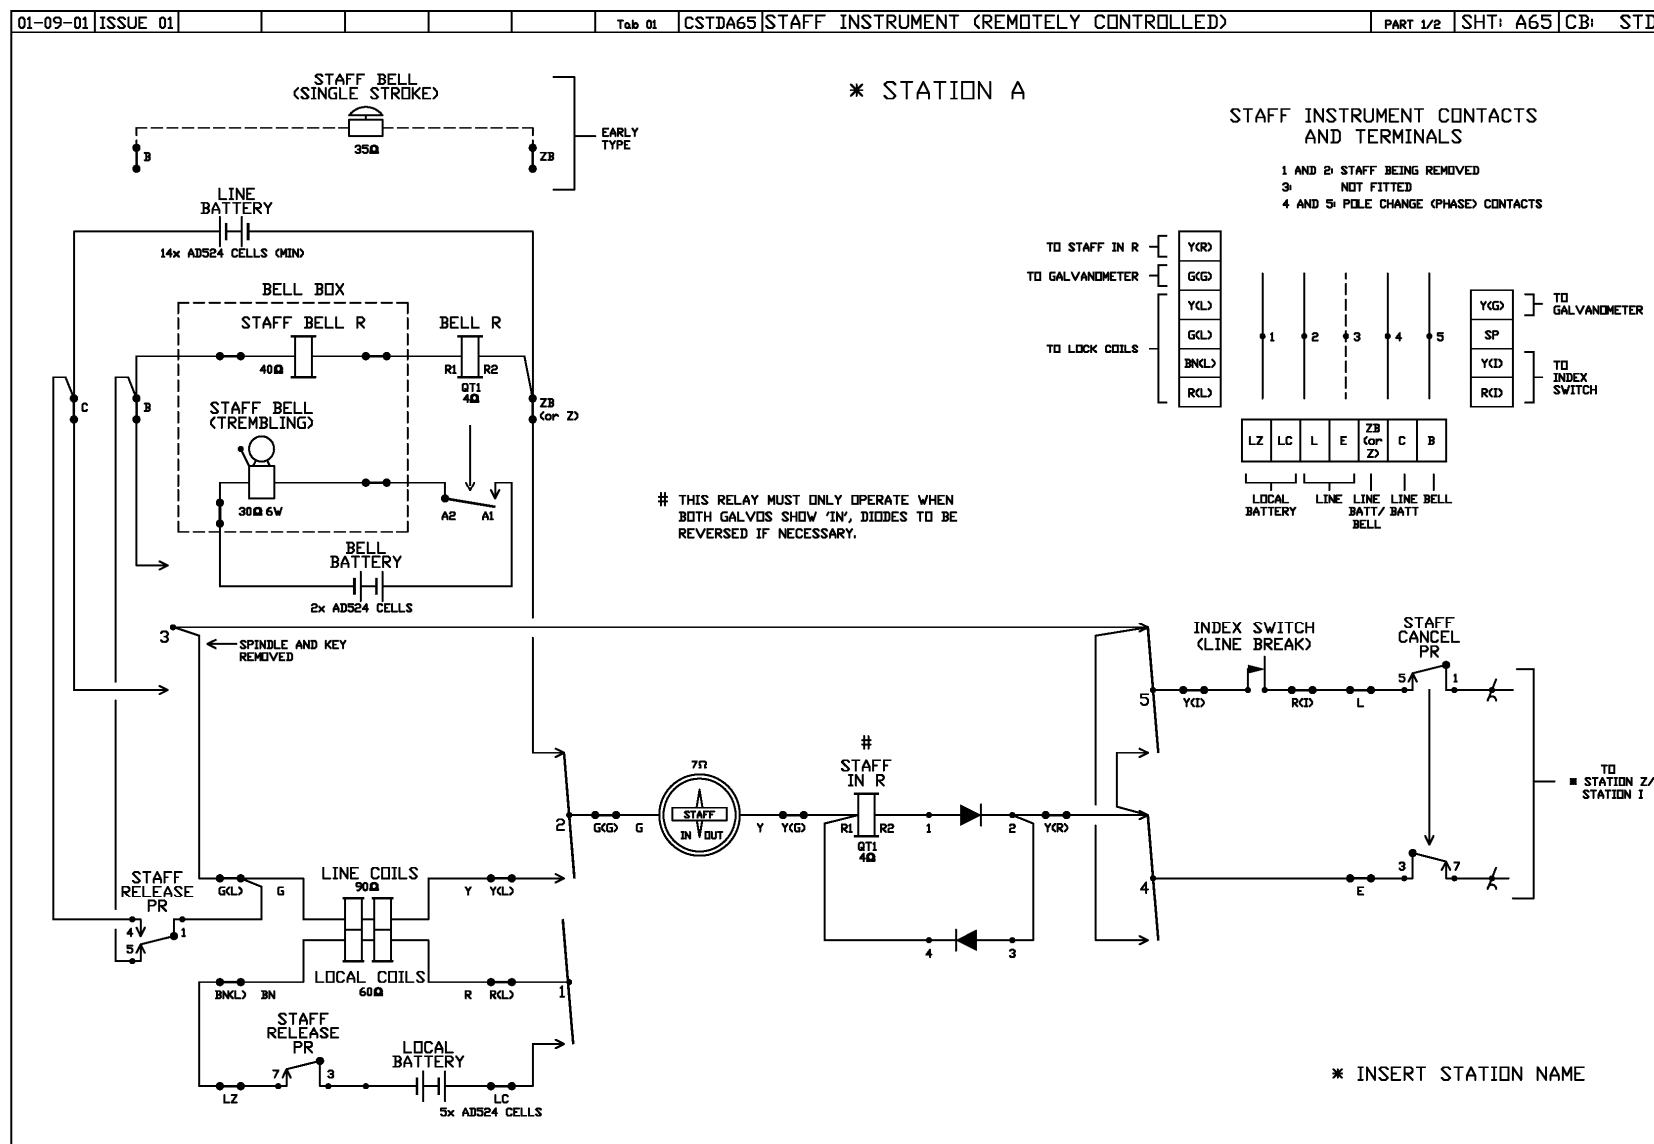 01-09-01 ISSUE 01 Tab 01 CSTDA65 STAFF INSTRUMENT (REMOTELY CONTROLLED) PART 1/2 SHT: A65 CB: STD
* STATION A
STAFF BELL
(SINGLE STROKE)
35Ω
B
ZB
EARLY
TYPE
LINE
BATTERY
14x AD524 CELLS (MIN)
BELL BOX
STAFF BELL R
40Ω
BELL R
R1 R2
QT1
4Ω
C
B
ZB
(or Z)
STAFF BELL
(TREMBLING)
30Ω 6W
A2 A1
BELL
BATTERY
2x AD524 CELLS
# THIS RELAY MUST ONLY OPERATE WHEN
BOTH GALVOS SHOW 'IN', DIODES TO BE
REVERSED IF NECESSARY.
STAFF INSTRUMENT CONTACTS
AND TERMINALS
1 AND 2: STAFF BEING REMOVED
3: NOT FITTED
4 AND 5: POLE CHANGE (PHASE) CONTACTS
TO STAFF IN R
TO GALVANOMETER
TO LOCK COILS
Y(R)
G(G)
Y(L)
G(L)
BN(L)
R(L)
1 2 3 4 5
Y(G)
SP
Y(I)
R(I)
TO
GALVANOMETER
TO
INDEX
SWITCH
LZ LC L E ZB (or Z) C B
LOCAL
BATTERY
LINE
LINE
BATT/
BELL
LINE
BATT
BELL
3
SPINDLE AND KEY
REMOVED
INDEX SWITCH
(LINE BREAK)
STAFF
CANCEL
PR
5 1
5
Y(I) R(I) L
#
STAFF
IN R
7Ω
STAFF
IN OUT
2
G(G) G
Y Y(G)
R1 R2
QT1
4Ω
1 2
Y(R)
4 3
TO
* STATION Z/
STATION I
3 7
4
E
STAFF
RELEASE
PR
4
5
1
G(L) G
LINE COILS
90Ω
Y Y(L)
LOCAL COILS
60Ω
BN(L) BN
R R(L)
1
STAFF
RELEASE
PR
7 3
LZ
LOCAL
BATTERY
LC
5x AD524 CELLS
* INSERT STATION NAME